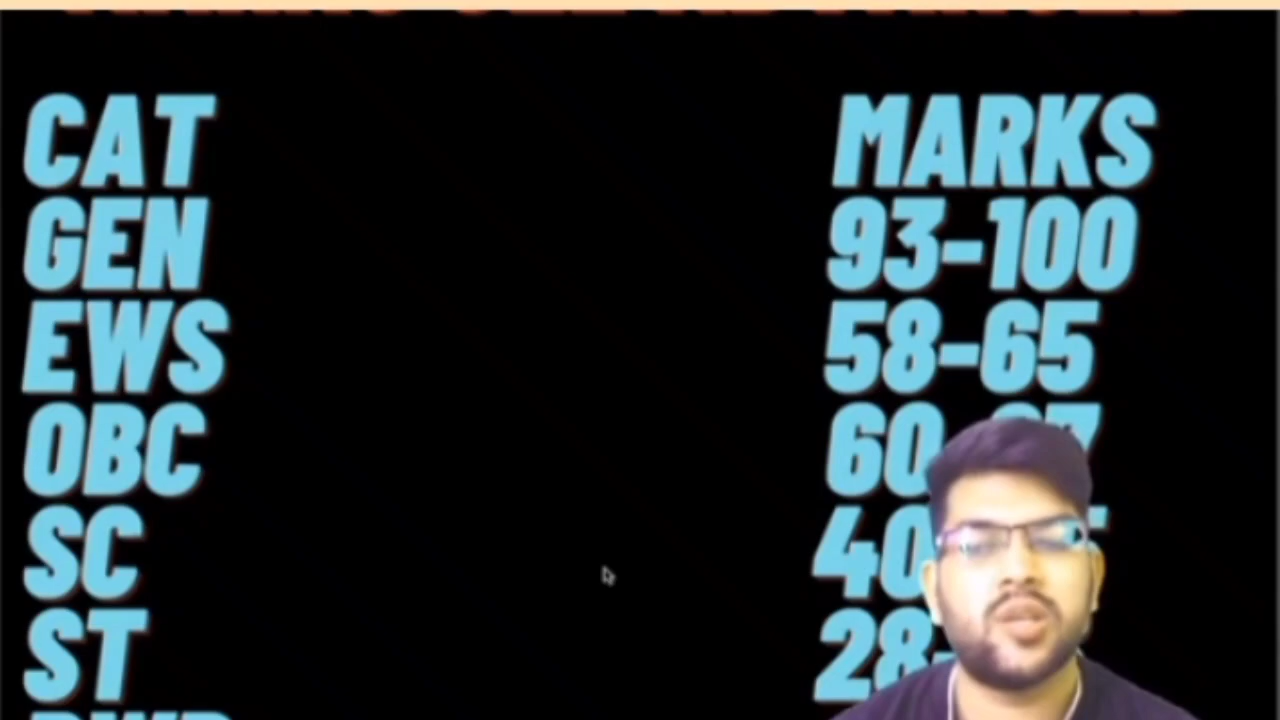 CAT MARKS
GEN 93-100
EWS 58-65
OBC 60
SC 40
ST 28-